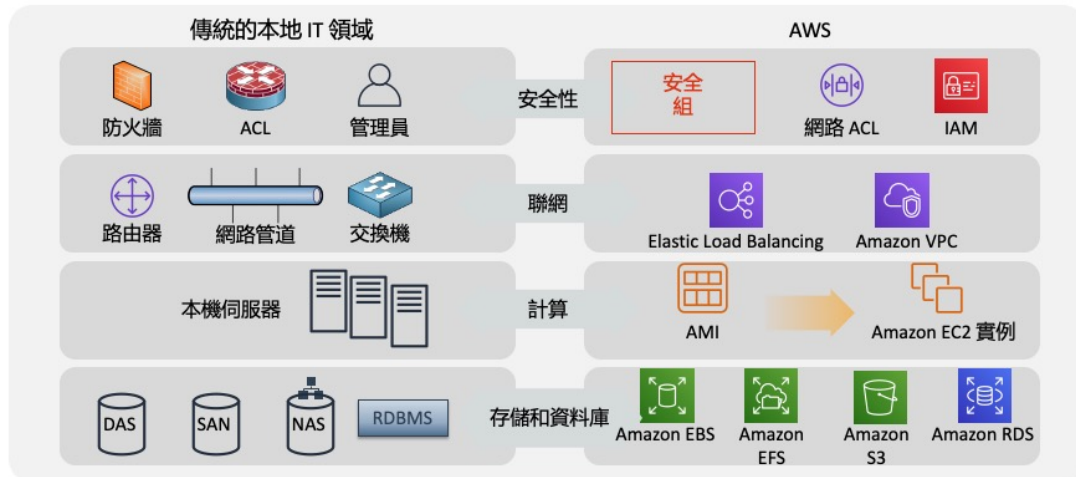 傳統的本地 IT 領域
AWS
防火牆
ACL
管理員
安全性
安全
組
網路 ACL
IAM
路由器
網路管道
交換機
聯網
Elastic Load Balancing
Amazon VPC
本機伺服器
計算
AMI
Amazon EC2 實例
DAS
SAN
NAS
RDBMS
存儲和資料庫
Amazon EBS
Amazon
EFS
Amazon
S3
Amazon RDS